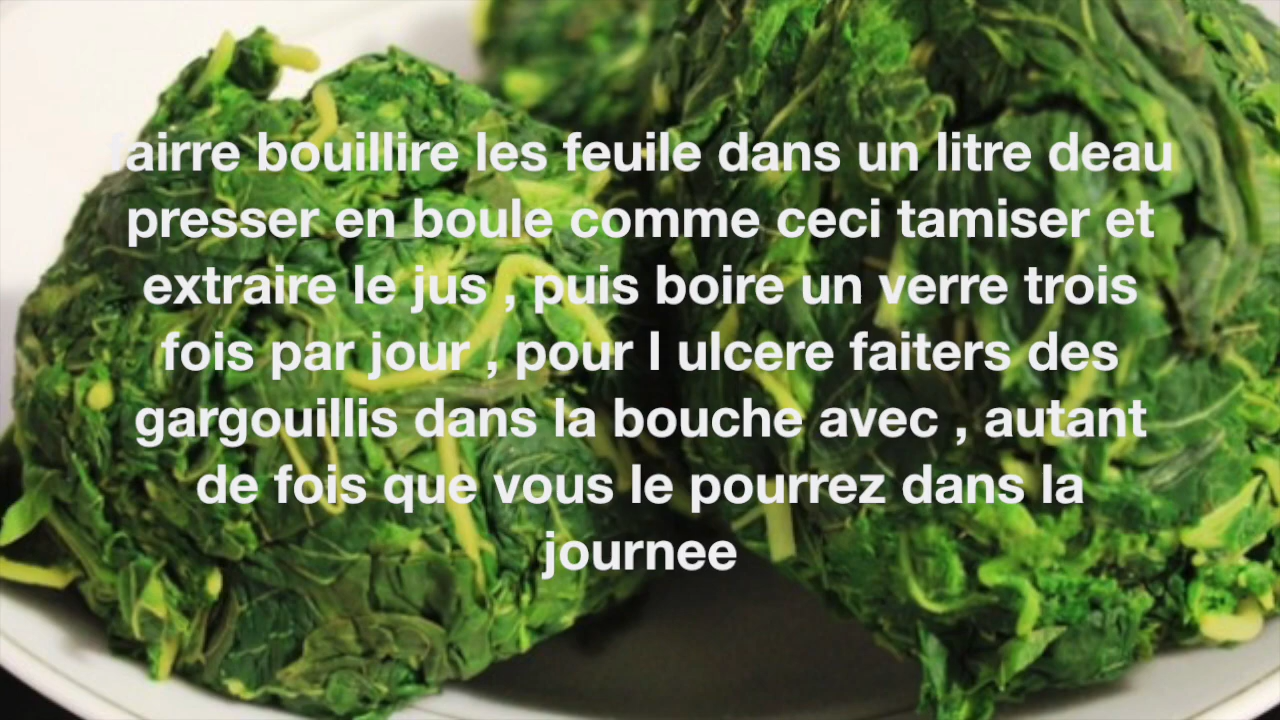 fairre bouillire les feuile dans un litre deau
presser en boule comme ceci tamiser et
extraire le jus , puis boire un verre trois
fois par jour , pour l ulcere faiters des
gargouillis dans la bouche avec , autant
de fois que vous le pourrez dans la
journee